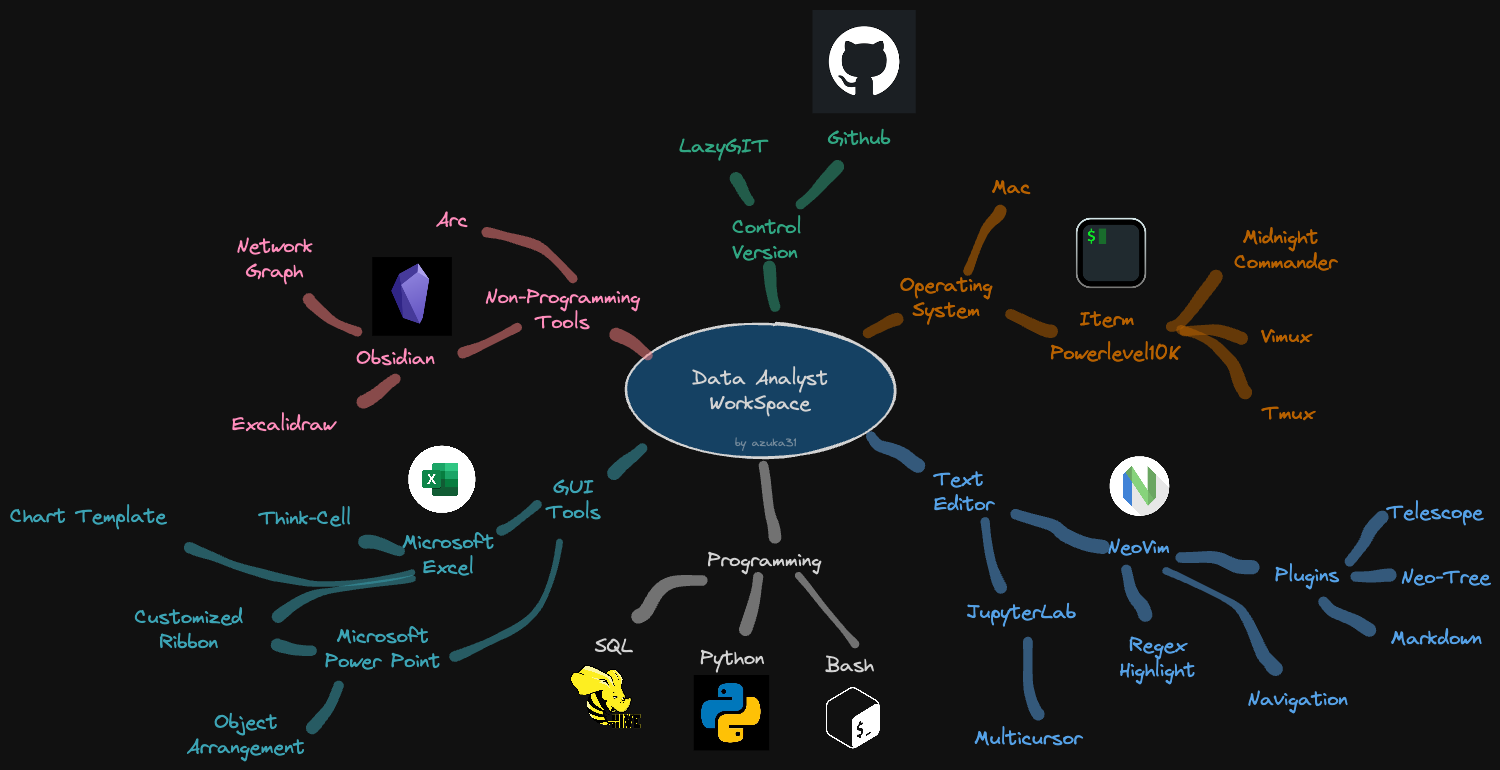 LazyGIT
Github
Control
Version
Mac
Operating
System
$
Iterm
Powerlevel10K
Midnight
Commander
Vimux
Tmux
Arc
Network
Graph
Non-Programming
Tools
Obsidian
Excalidraw
Data Analyst
WorkSpace
by azuka31
GUI
Tools
X
Chart Template
Think-Cell
Microsoft
Excel
Customized
Ribbon
Microsoft
Power Point
Object
Arrangement
Programming
SQL
HIVE
Python
Bash
$_
Text
Editor
NeoVim
JupyterLab
Multicursor
Regex
Highlight
Navigation
Plugins
Telescope
Neo-Tree
Markdown